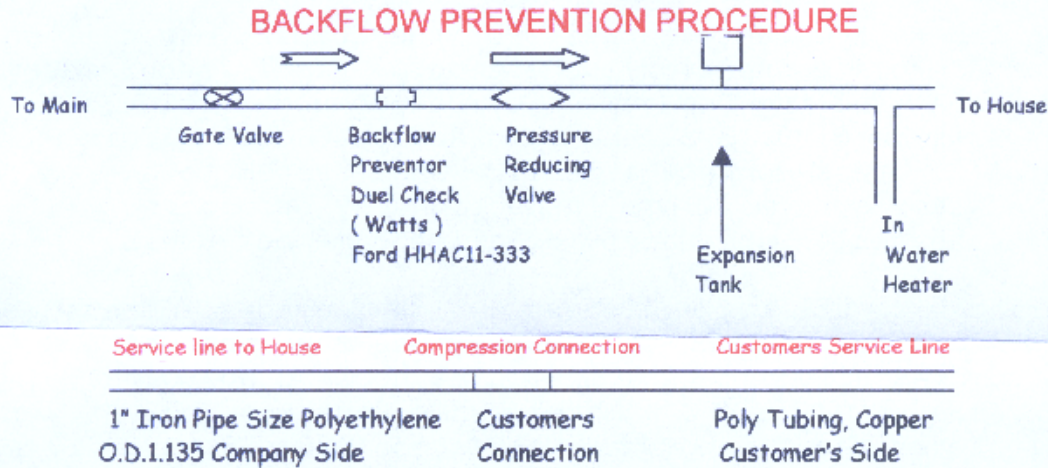 BACKFLOW PREVENTION PROCEDURE
To Main
To House
Gate Valve
Backflow
Preventor
Duel Check
( Watts )
Ford HHAC11-333
Pressure
Reducing
Valve
Expansion
Tank
In
Water
Heater
Service line to House
Compression Connection
Customers Service Line
1" Iron Pipe Size Polyethylene
O.D.1.135 Company Side
Customers
Connection
Poly Tubing, Copper
Customer's Side